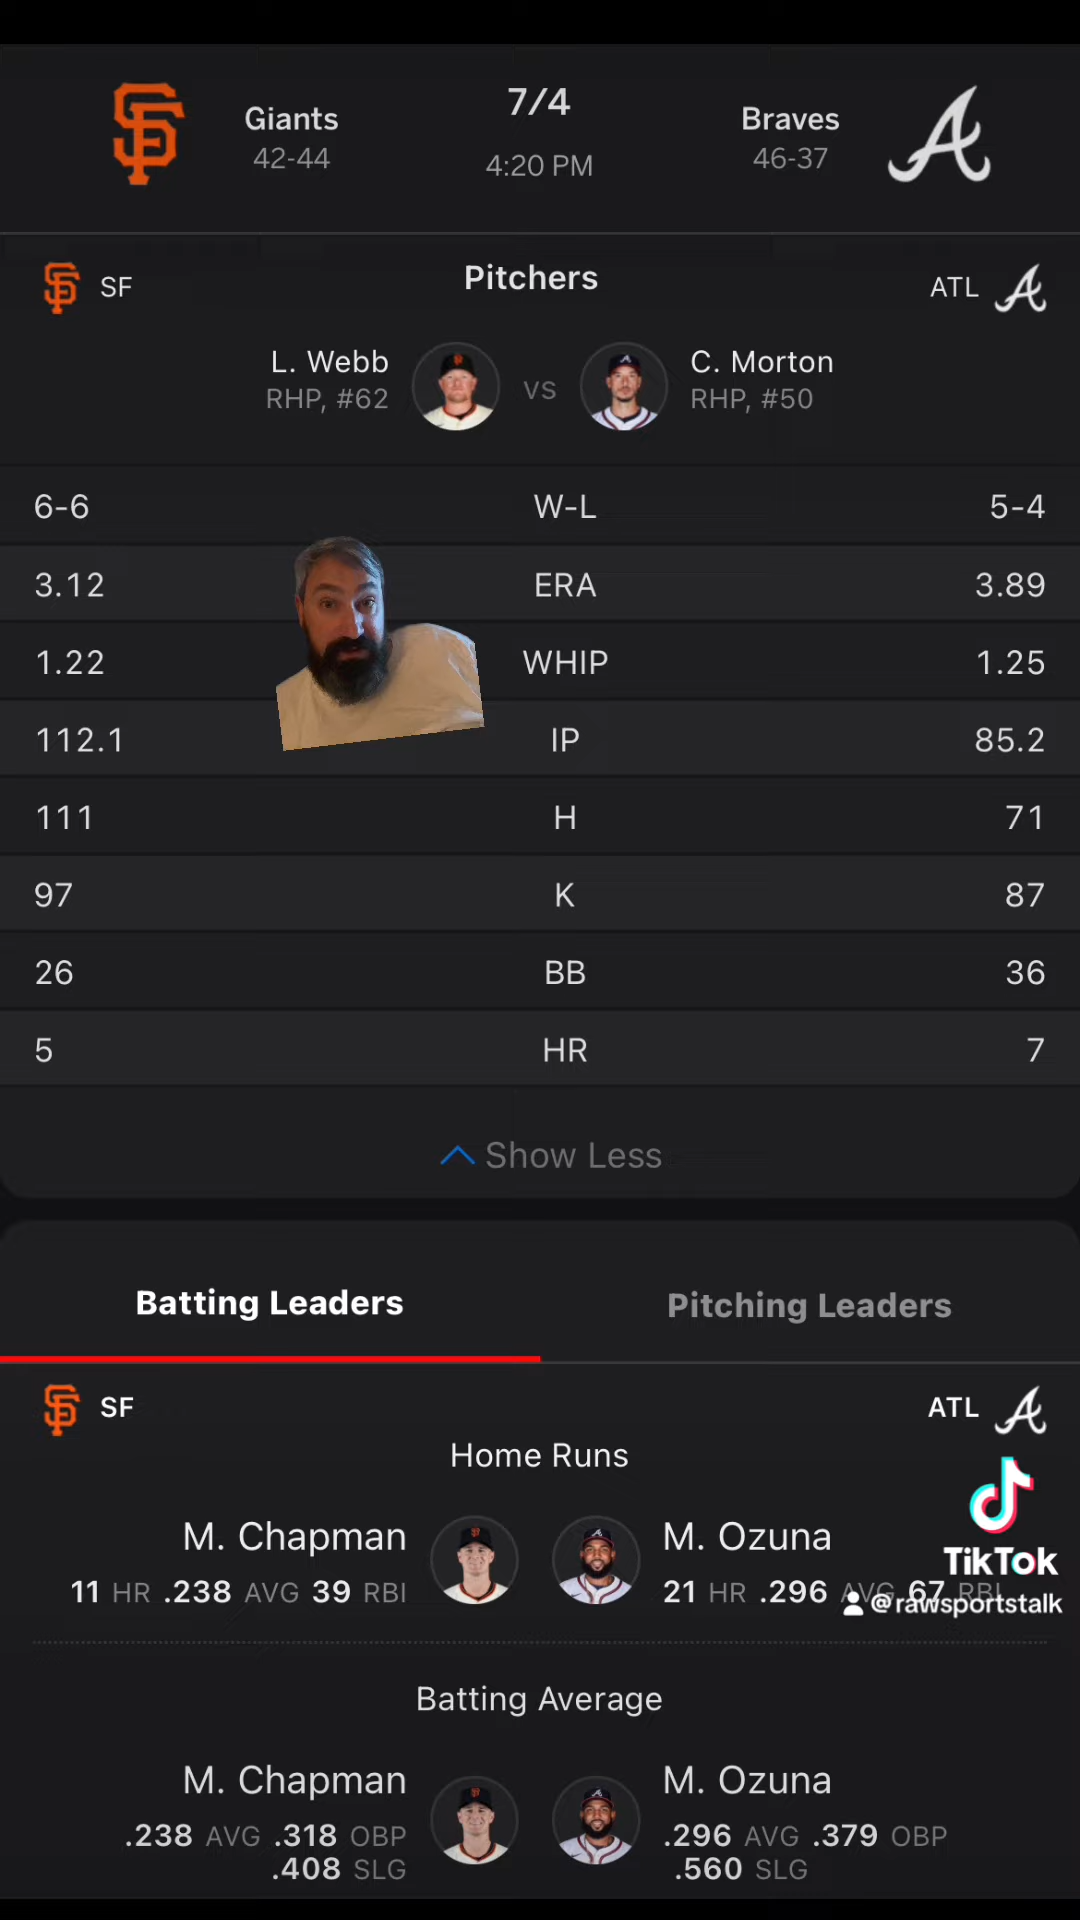 Giants
42-44
7/4
4:20 PM
Braves
46-37
SF
Pitchers
ATL
L. Webb
RHP, #62
vs
C. Morton
RHP, #50
6-6 W-L 5-4
3.12 ERA 3.89
1.22 WHIP 1.25
112.1 IP 85.2
111 H 71
97 K 87
26 BB 36
5 HR 7
Show Less
Batting Leaders
Pitching Leaders
SF
ATL
Home Runs
M. Chapman
11 HR .238 AVG 39 RBI
M. Ozuna
21 HR .296 AVG 67 RBI
TikTok
@rawsportstalk
Batting Average
M. Chapman
.238 AVG .318 OBP
.408 SLG
M. Ozuna
.296 AVG .379 OBP
.560 SLG